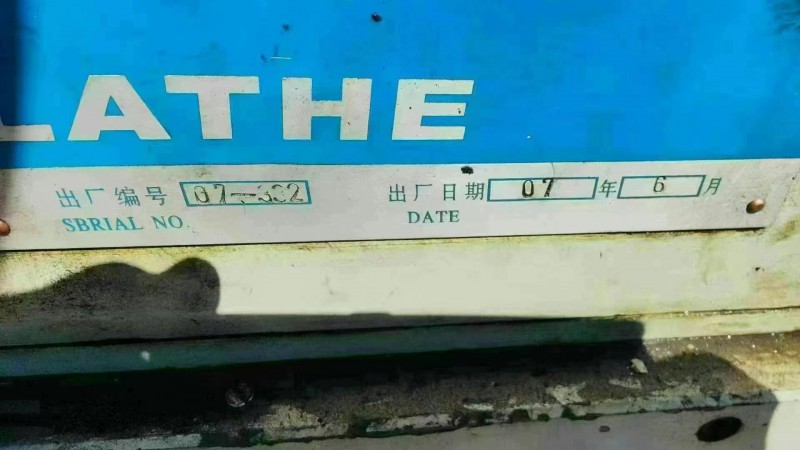 LATHE
出厂编号 07-332 出厂日期 07 年 6 月
SBRIAL NO DATE